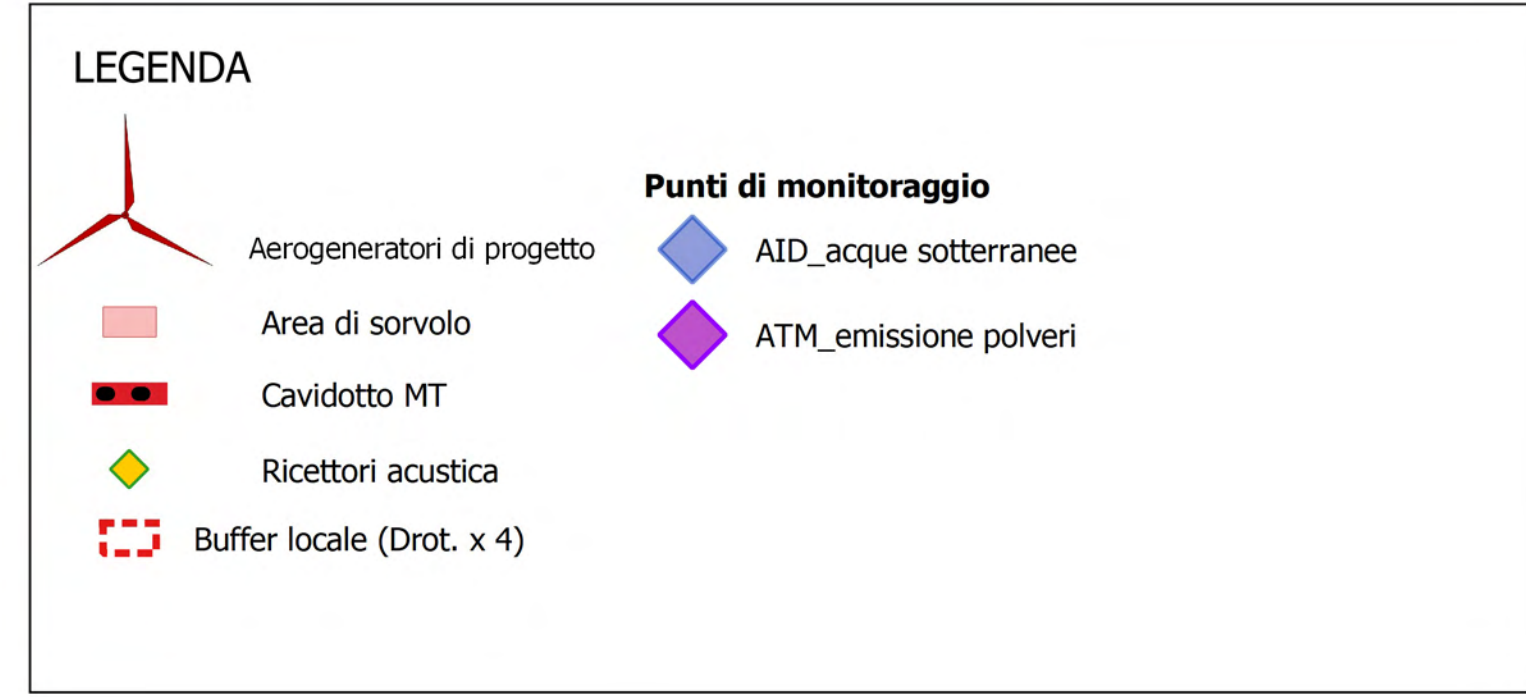 LEGENDA
Aerogeneratori di progetto
Area di sorvolo
Cavidotto MT
Ricettori acustica
Buffer locale (Drot. x 4)
Punti di monitoraggio
AID_acque sotterranee
ATM_emissione polveri